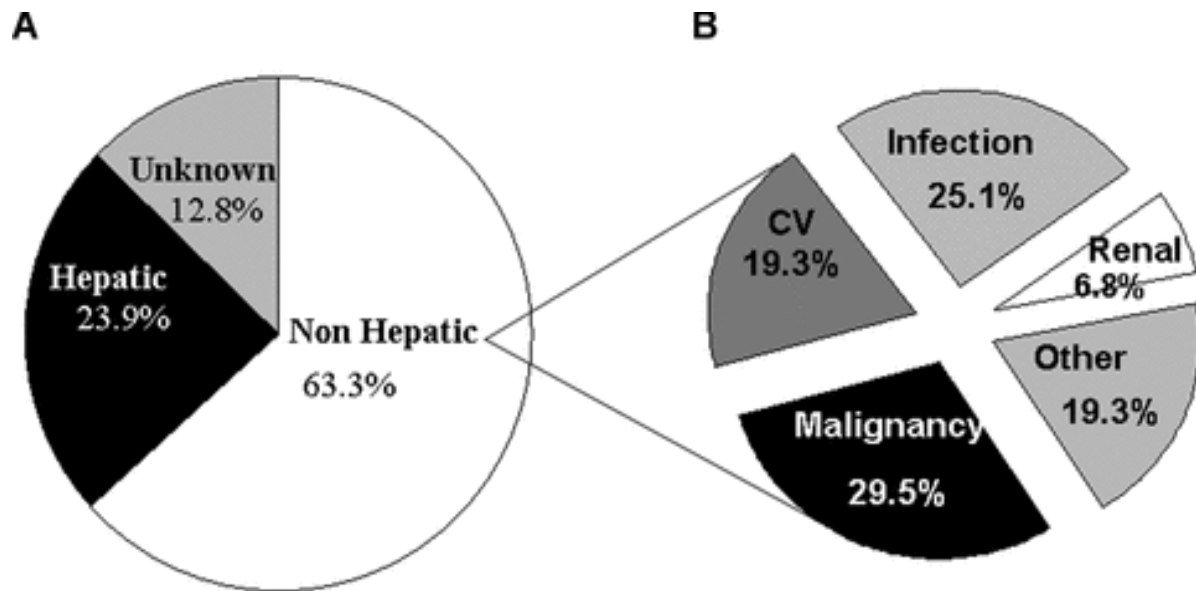 A
B
Unknown
12.8%
Hepatic
23.9%
Non Hepatic
63.3%
Infection
25.1%
CV
19.3%
Renal
6.8%
Other
19.3%
Malignancy
29.5%